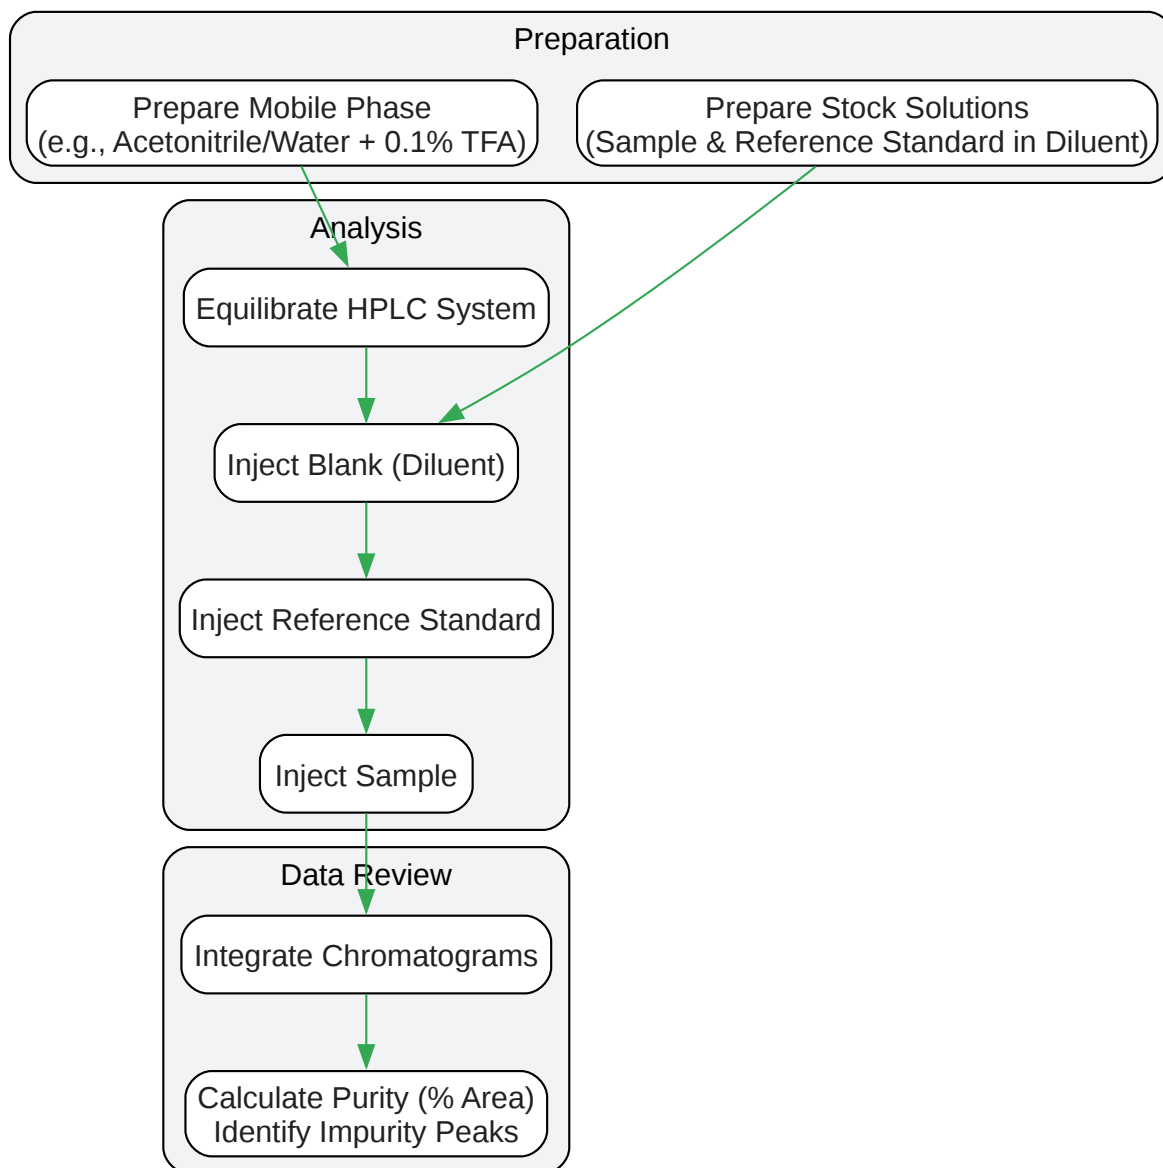 Preparation
Prepare Mobile Phase
(e.g., Acetonitrile/Water + 0.1% TFA)
Prepare Stock Solutions
(Sample & Reference Standard in Diluent)
Analysis
Equilibrate HPLC System
Inject Blank (Diluent)
Inject Reference Standard
Inject Sample
Data Review
Integrate Chromatograms
Calculate Purity (% Area)
Identify Impurity Peaks